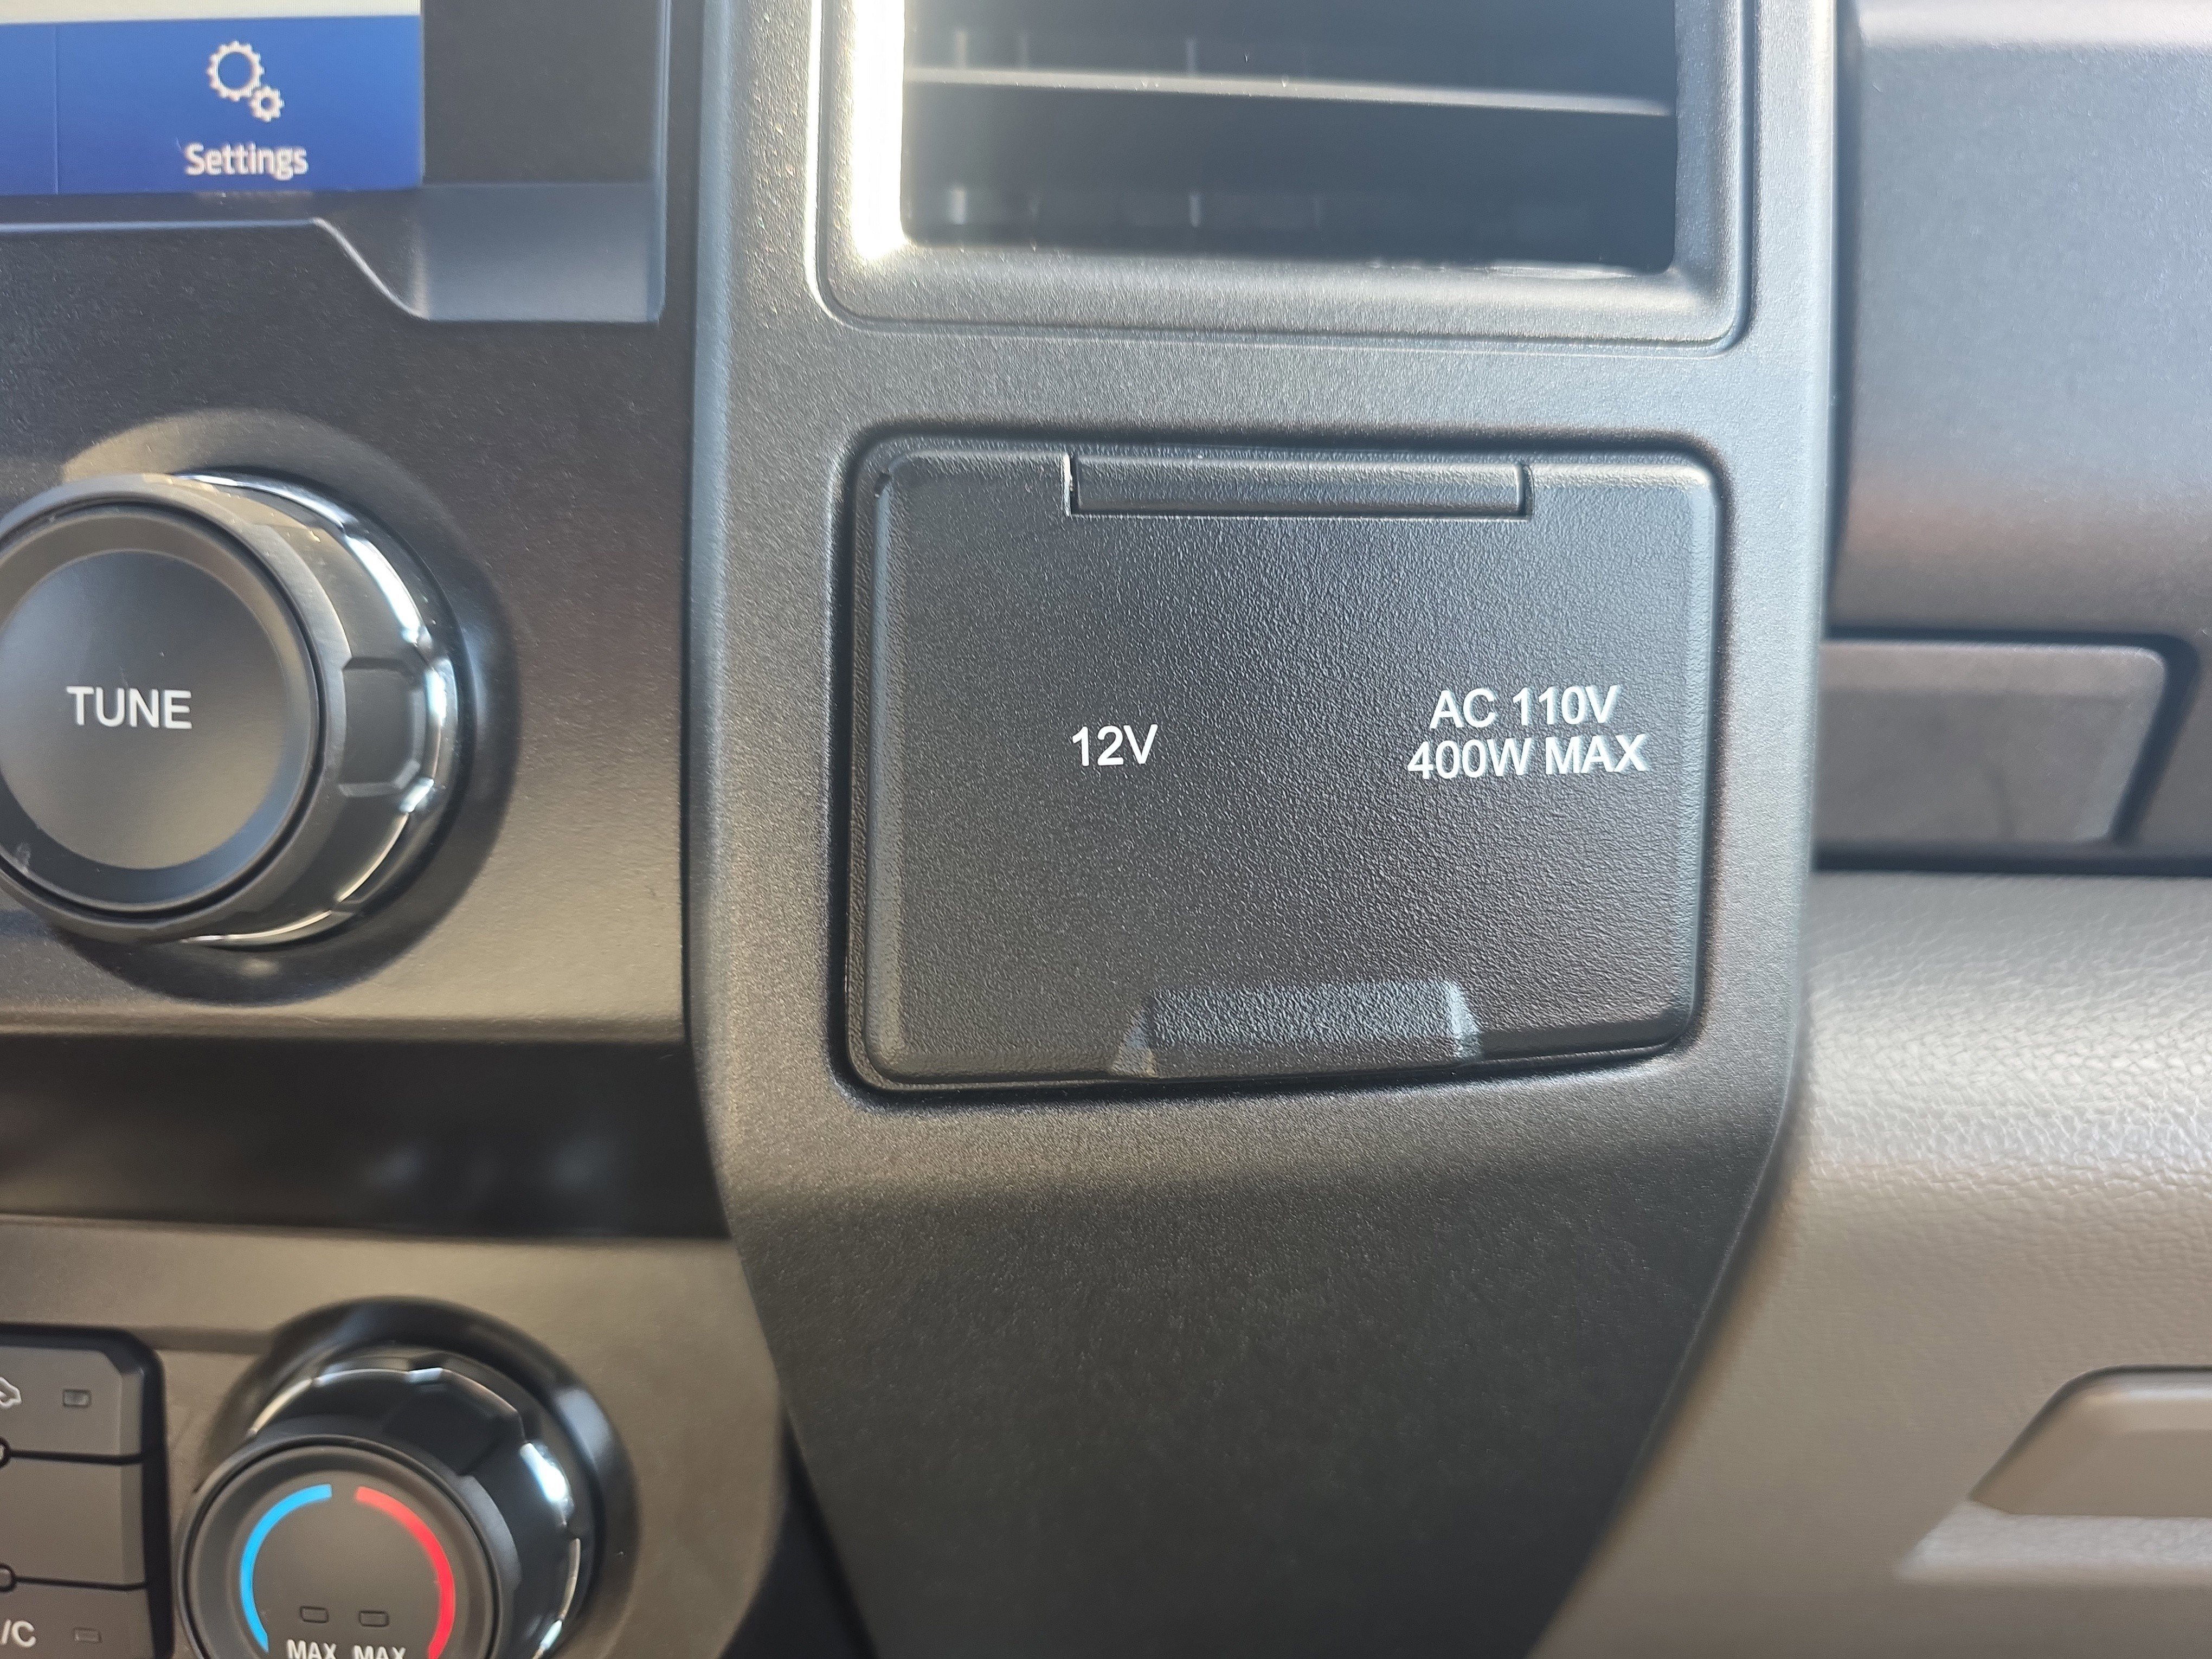 Settings
TUNE
12V
AC 110V
400W MAX
/C
MAX MAX